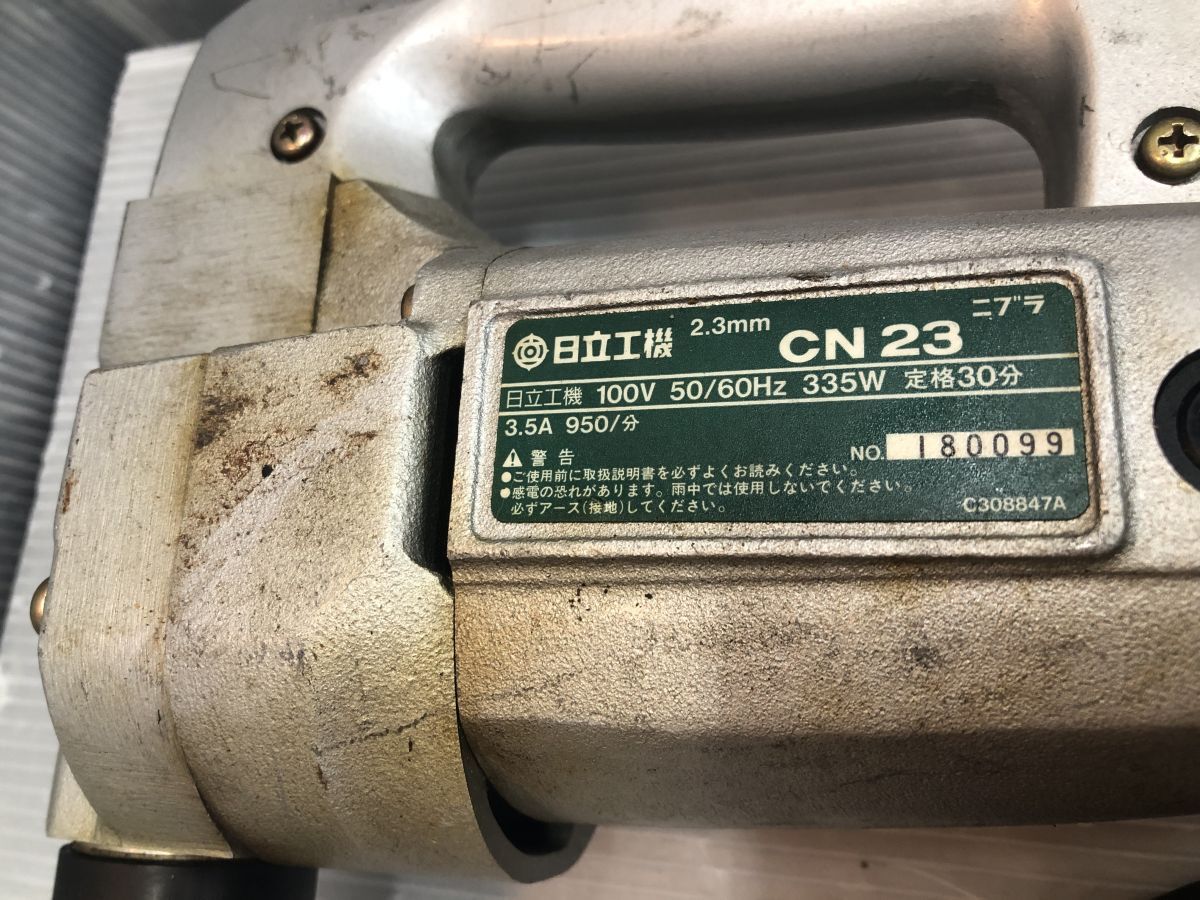 日立工機 2.3mm CN 23 ニブラ
日立工機 100V 50/60Hz 335W 定格30分
3.5A 950/分
⚠ 警告 NO. 180099
●ご使用前に取扱説明書を必ずよくお読みください。
●感電の恐れがあります。雨中では使用しないでください。
必ずアース(接地)してください。 C308847A